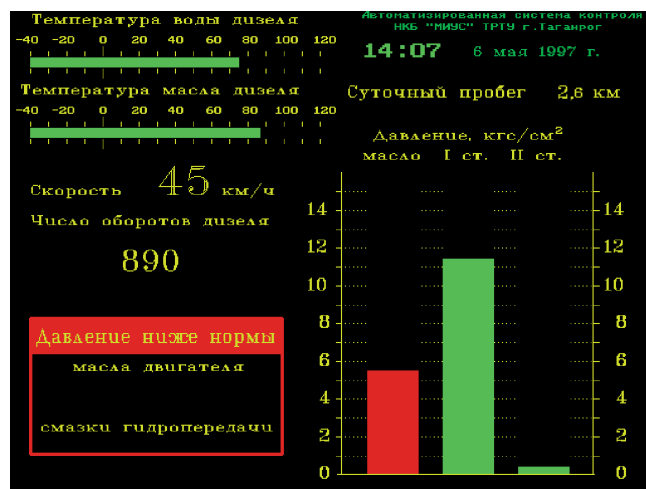 Температура воды дизеля
-40 -20 0 20 40 60 80 100 120
Температура масла дизеля
-40 -20 0 20 40 60 80 100 120
Скорость 45 км/ч
Число оборотов дизеля
890
Давление ниже нормы
масла двигателя
смазки гидропередачи
Автоматизированная система контроля
НКБ "МИУС" ТРТУ г.Таганрог
14:07 6 мая 1997 г.
Суточный пробег 2,6 км
Давление, кгс/см²
масло I ст. II ст.
14 14
12 12
10 10
8 8
6 6
4 4
2 2
0 0